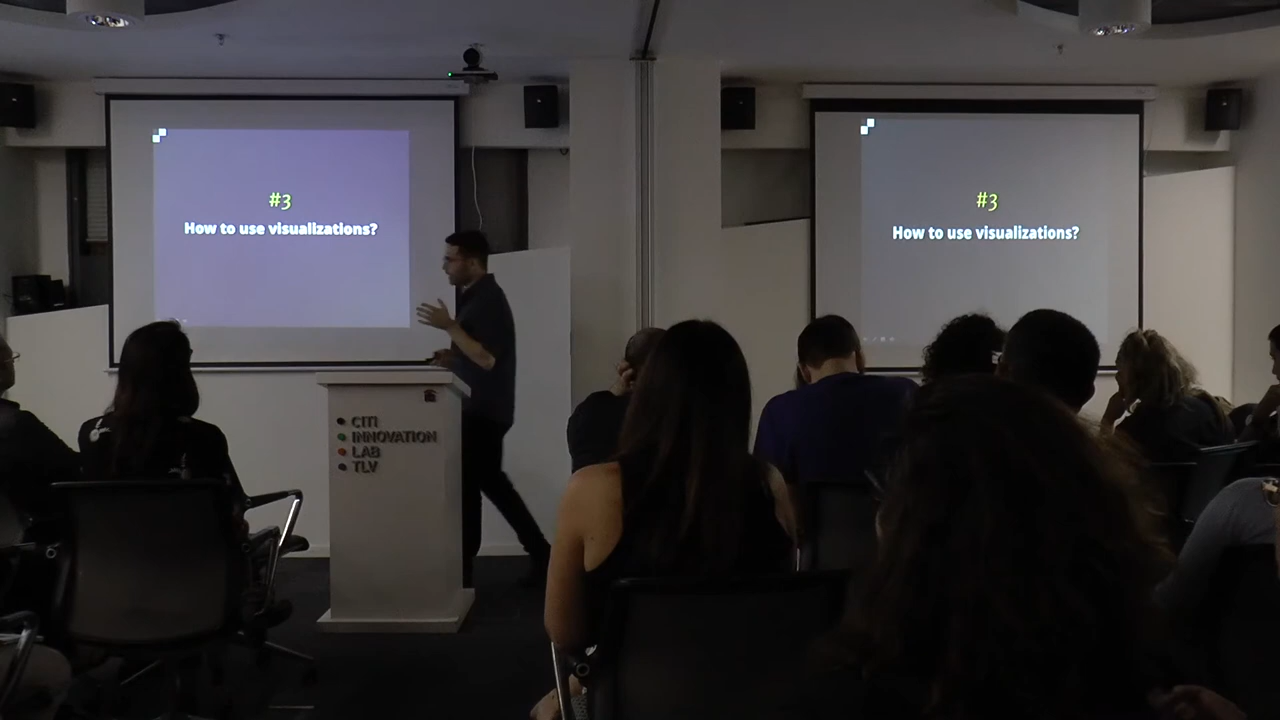 #3
How to use visualizations?
#3
How to use visualizations?
CITI
INNOVATION
LAB
TLV